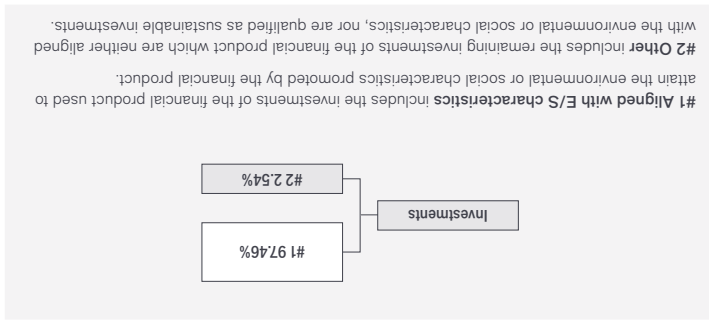 Investments
#1 97.46%
#2 2.54%
#1 Aligned with E/S characteristics includes the investments of the financial product used to
attain the environmental or social characteristics promoted by the financial product.
#2 Other includes the remaining investments of the financial product which are neither aligned
with the environmental or social characteristics, nor are qualified as sustainable investments.